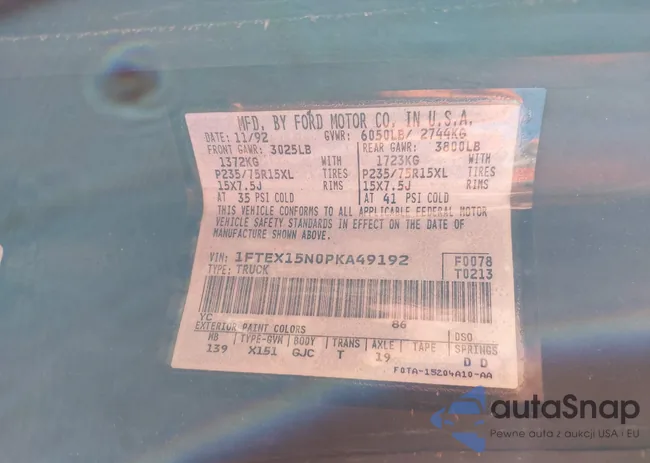 MFD. BY FORD MOTOR CO. IN U.S.A.
DATE: 11/92 GVWR: 6050LB/ 2744KG
FRONT GAWR: 3025LB REAR GAWR: 3800LB
1372KG WITH 1723KG WITH
P235/75R15XL TIRES P235/75R15XL TIRES
15X7.5J RIMS 15X7.5J RIMS
AT 35 PSI COLD AT 41 PSI COLD
THIS VEHICLE CONFORMS TO ALL APPLICABLE FEDERAL MOTOR
VEHICLE SAFETY STANDARDS IN EFFECT ON THE DATE OF
MANUFACTURE SHOWN ABOVE.
VIN: 1FTEX15N0PKA49192 F0078
TYPE: TRUCK T0213
YC 86
EXTERIOR PAINT COLORS DSO
WB TYPE-GVW BODY TRANS AXLE TAPE SPRINGS
139 X151 GJC T 19 D D
F0TA-15204A10-AA
autaSnap
Pewne auta z aukcji USA i EU